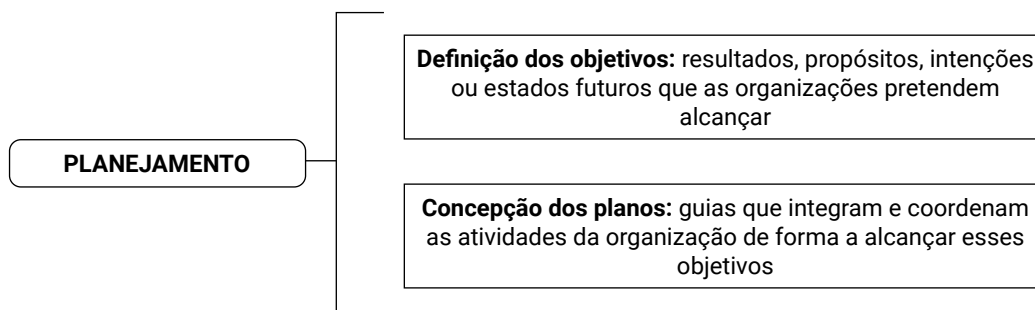 Definição dos objetivos: resultados, propósitos, intenções
ou estados futuros que as organizações pretendem
alcançar
PLANEJAMENTO
Concepção dos planos: guias que integram e coordenam
as atividades da organização de forma a alcançar esses
objetivos